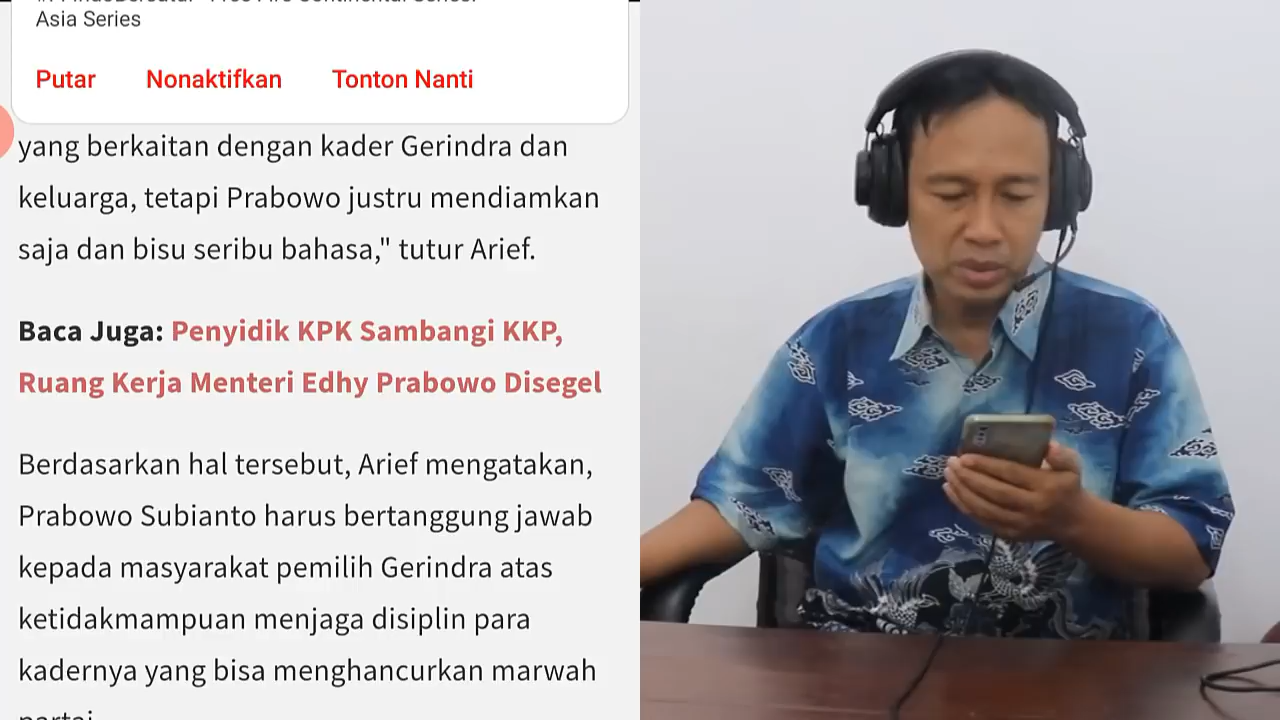 Asia Series
Putar Nonaktifkan Tonton Nanti
yang berkaitan dengan kader Gerindra dan
keluarga, tetapi Prabowo justru mendiamkan
saja dan bisu seribu bahasa," tutur Arief.
Baca Juga: Penyidik KPK Sambangi KKP,
Ruang Kerja Menteri Edhy Prabowo Disegel
Berdasarkan hal tersebut, Arief mengatakan,
Prabowo Subianto harus bertanggung jawab
kepada masyarakat pemilih Gerindra atas
ketidakmampuan menjaga disiplin para
kadernya yang bisa menghancurkan marwah